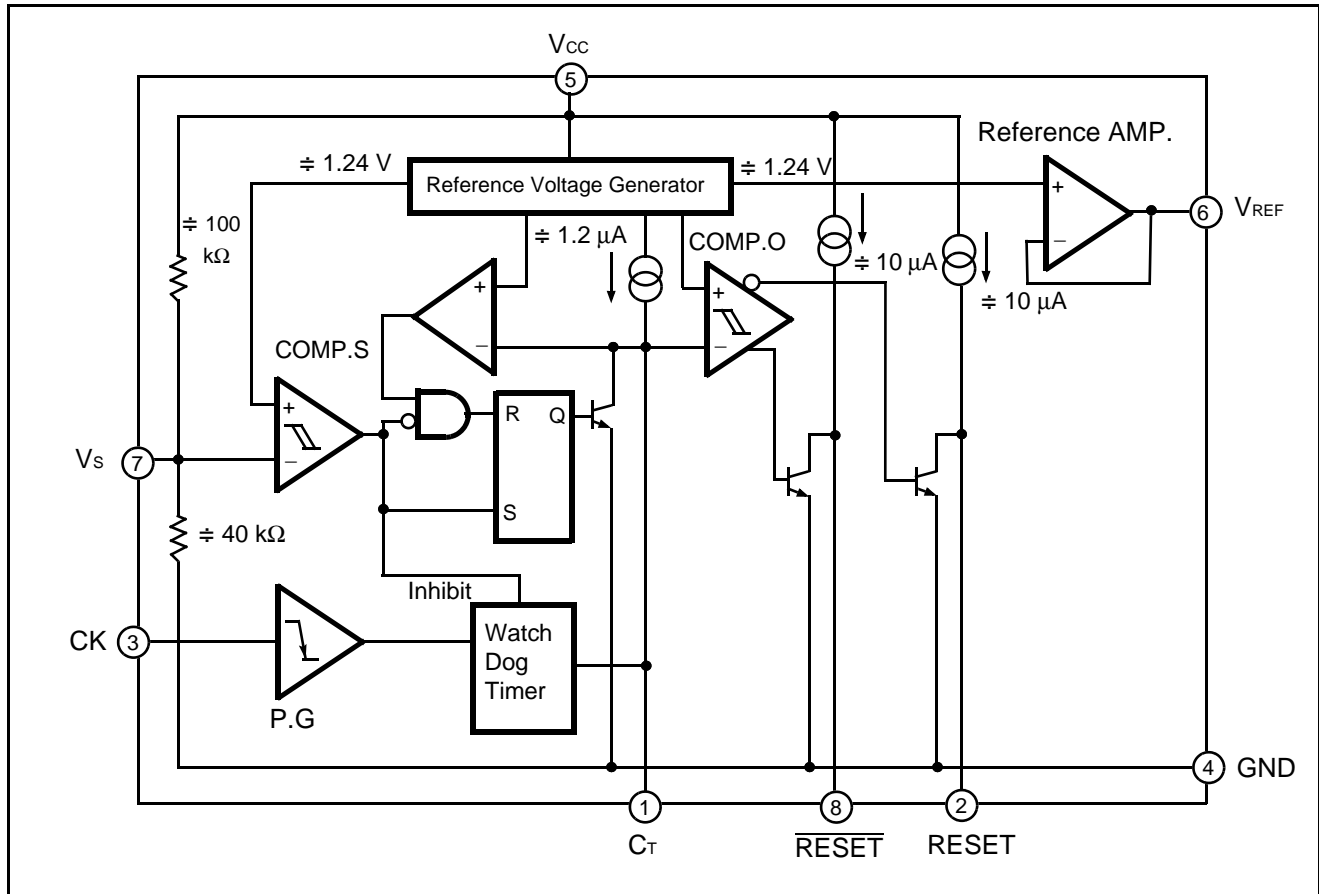 VCC
5
Reference AMP.
≑ 1.24 V
Reference Voltage Generator
≑ 1.24 V
+
−
6
VREF
≑ 100
kΩ
≑ 1.2 μA
COMP.O
≑ 10 μA
≑ 10 μA
+
−
+
−
COMP.S
+
−
R
Q
S
VS
7
≑ 40 kΩ
Inhibit
CK
3
Watch
Dog
Timer
P.G
4
GND
1
8
2
CT
RESET
RESET